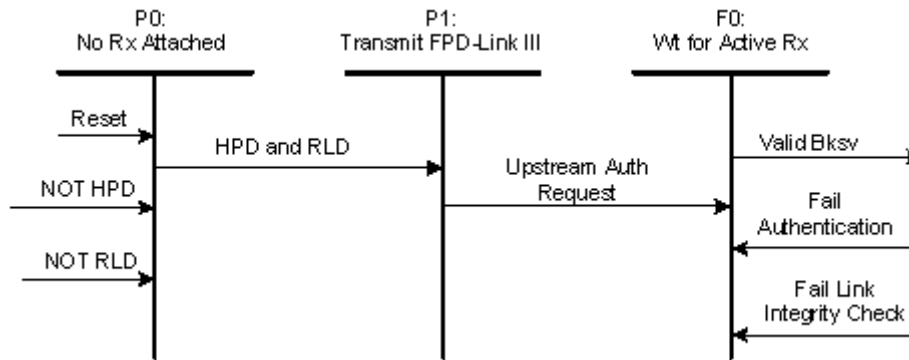 P0:
No Rx Attached
P1:
Transmit FPD-Link III
F0:
Wt for Active Rx
Reset
HPD and RLD
Valid Bksv
Upstream Auth
Request
NOT HPD
Fail
Authentication
NOT RLD
Fail Link
Integrity Check